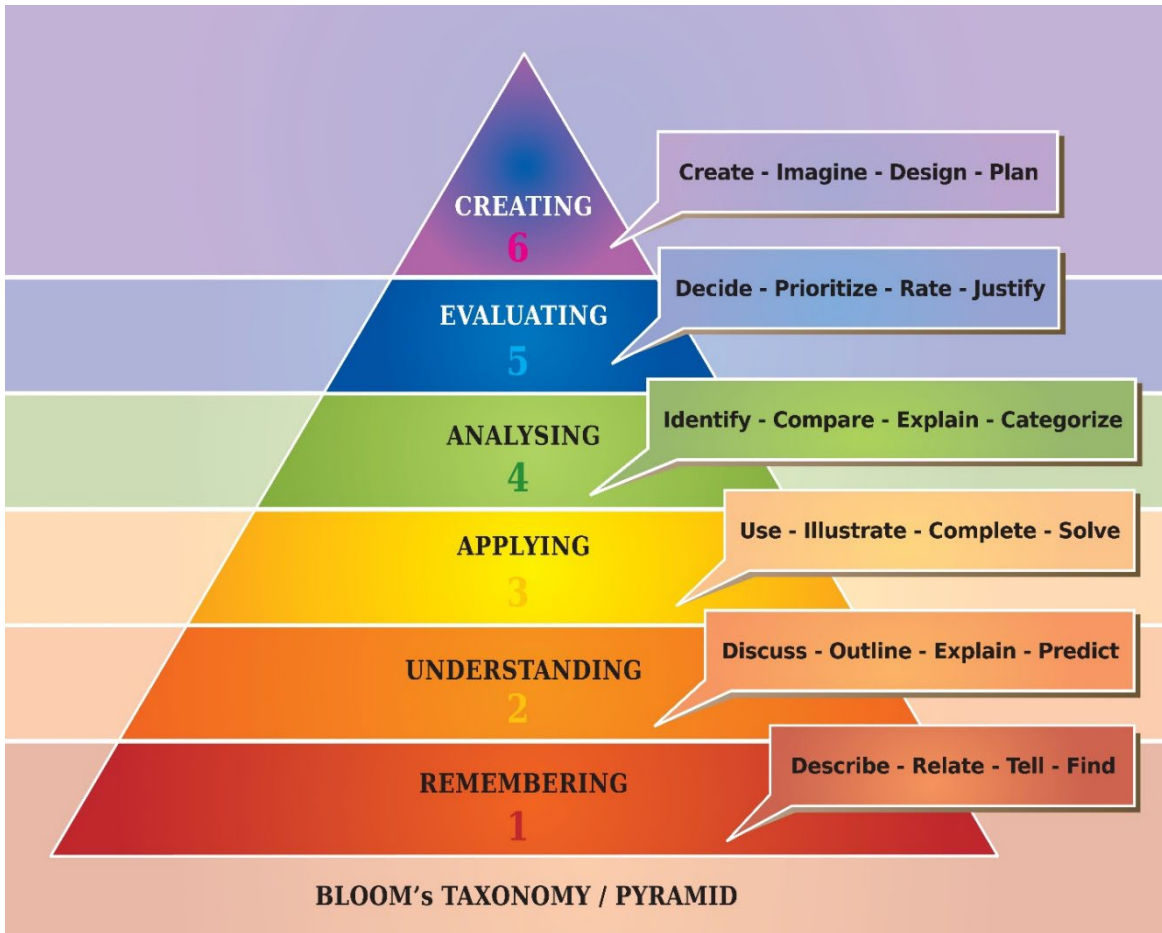 Create - Imagine - Design - Plan
CREATING
6
Decide - Prioritize - Rate - Justify
EVALUATING
5
Identify - Compare - Explain - Categorize
ANALYSING
4
Use - Illustrate - Complete - Solve
APPLYING
3
Discuss - Outline - Explain - Predict
UNDERSTANDING
2
Describe - Relate - Tell - Find
REMEMBERING
1
BLOOM's TAXONOMY / PYRAMID